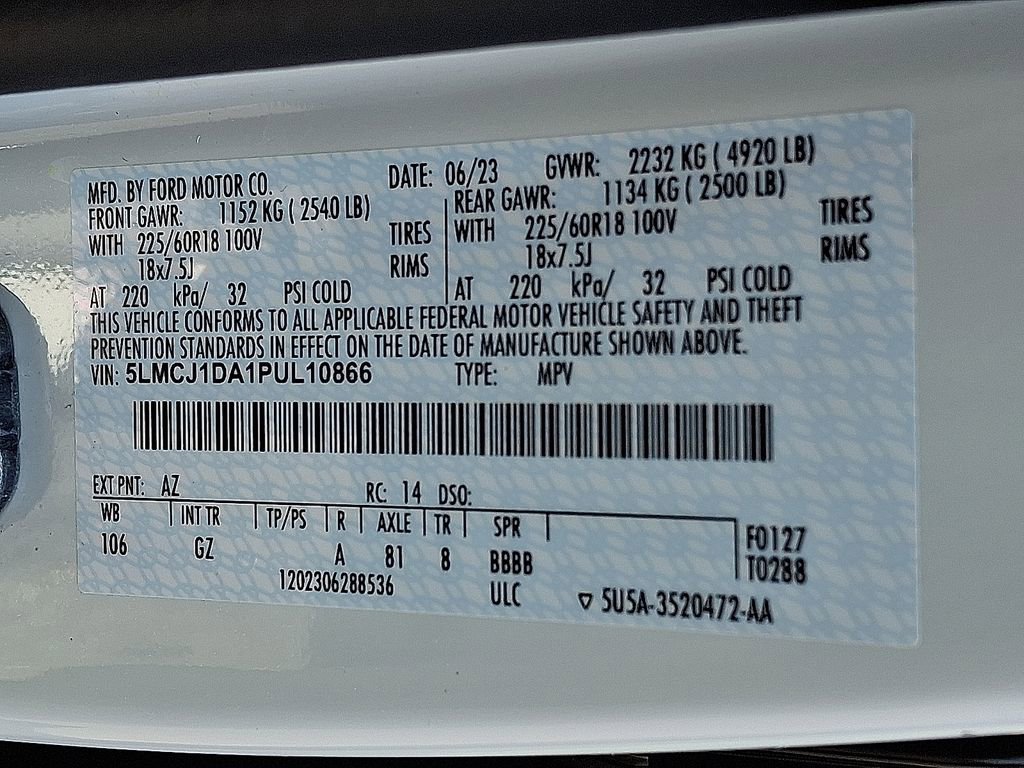 MFD. BY FORD MOTOR CO. DATE: 06/23 GVWR: 2232 KG ( 4920 LB)
FRONT GAWR: 1152 KG ( 2540 LB) REAR GAWR: 1134 KG ( 2500 LB)
WITH 225/60R18 100V TIRES WITH 225/60R18 100V TIRES
18x7.5J RIMS 18x7.5J RIMS
AT 220 kPa/ 32 PSI COLD AT 220 kPa/ 32 PSI COLD
THIS VEHICLE CONFORMS TO ALL APPLICABLE FEDERAL MOTOR VEHICLE SAFETY AND THEFT
PREVENTION STANDARDS IN EFFECT ON THE DATE OF MANUFACTURE SHOWN ABOVE.
VIN: 5LMCJ1DA1PUL10866 TYPE: MPV
EXT PNT: AZ RC: 14 DSO:
WB INT TR TP/PS R AXLE TR SPR F0127
106 GZ A 81 8 BBBB T0288
1202306288536 ULC ▽ 5U5A-3520472-AA